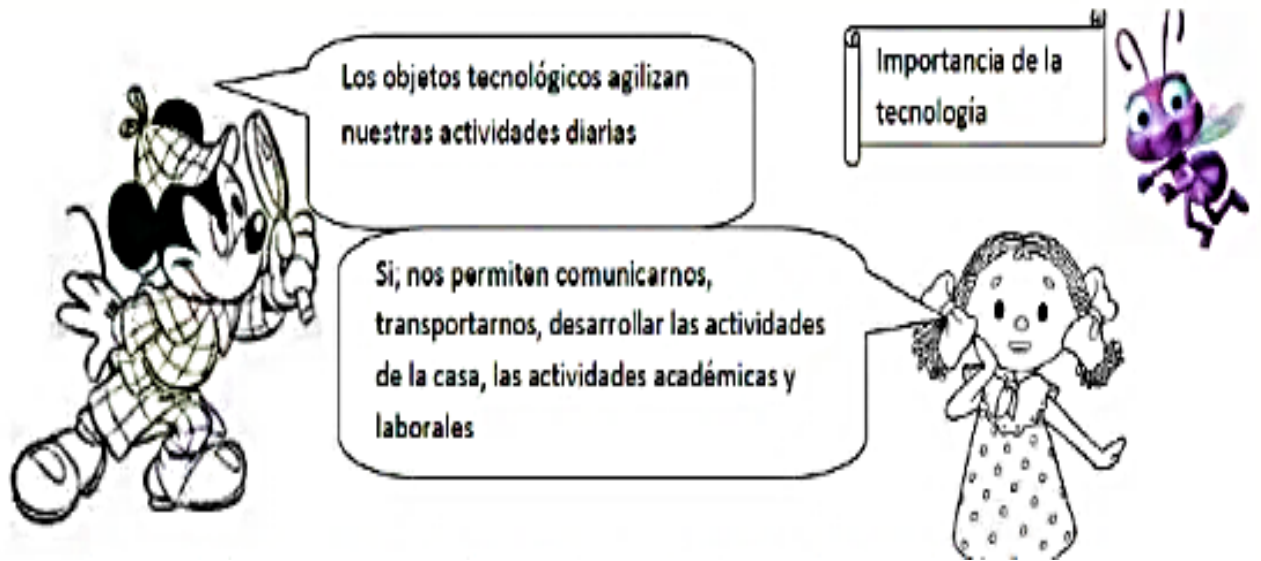 Los objetos tecnológicos agilizan
nuestras actividades diarias
Importancia de la
tecnología
Si; nos permiten comunicarnos,
transportarnos, desarrollar las actividades
de la casa, las actividades académicas y
laborales